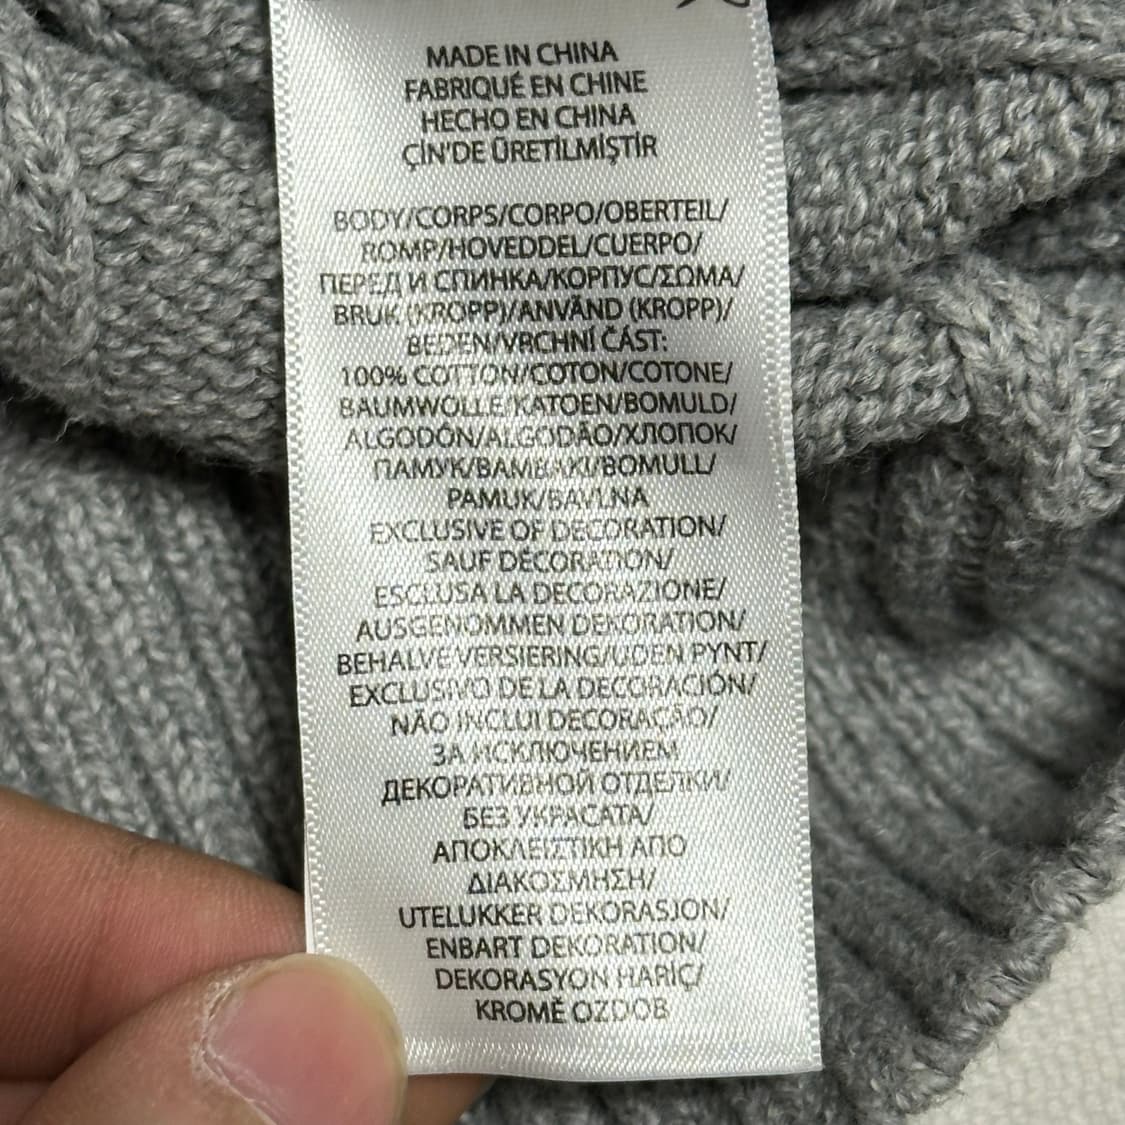 MADE IN CHINA
FABRIQUÉ EN CHINE
HECHO EN CHINA
ÇİN'DE ÜRETİLMİŞTİR
BODY/CORPS/CORPO/OBERTEIL/
ROMP/HOVEDDEL/CUERPO/
ПЕРЕД И СПИНКА/КОРПУС/ΣΩΜΑ/
BRUK (KROPP)/ANVÄND (KROPP)/
BEDEN/VRCHNÍ ČÁST:
100% COTTON/COTON/COTONE/
BAUMWOLLE/KATOEN/BOMULD/
ALGODÓN/ALGODÃO/ХЛОПОК/
ПАМУК/ΒΑΜΒΑΚΙ/BOMULL/
PAMUK/BAVLNA
EXCLUSIVE OF DECORATION/
SAUF DÉCORATION/
ESCLUSA LA DECORAZIONE/
AUSGENOMMEN DEKORATION/
BEHALVE VERSIERING/UDEN PYNT/
EXCLUSIVO DE LA DECORACIÓN/
NÃO INCLUI DECORAÇÃO/
ЗА ИСКЛЮЧЕНИЕМ
ДЕКОРАТИВНОЙ ОТДЕЛКИ/
БЕЗ УКРАСАТА/
ΑΠΟΚΛΕΙΣΤΙΚΗ ΑΠΟ
ΔΙΑΚΟΣΜΗΣΗ/
UTELUKKER DEKORASJON/
ENBART DEKORATION/
DEKORASYON HARİÇ/
KROMĚ OZDOB